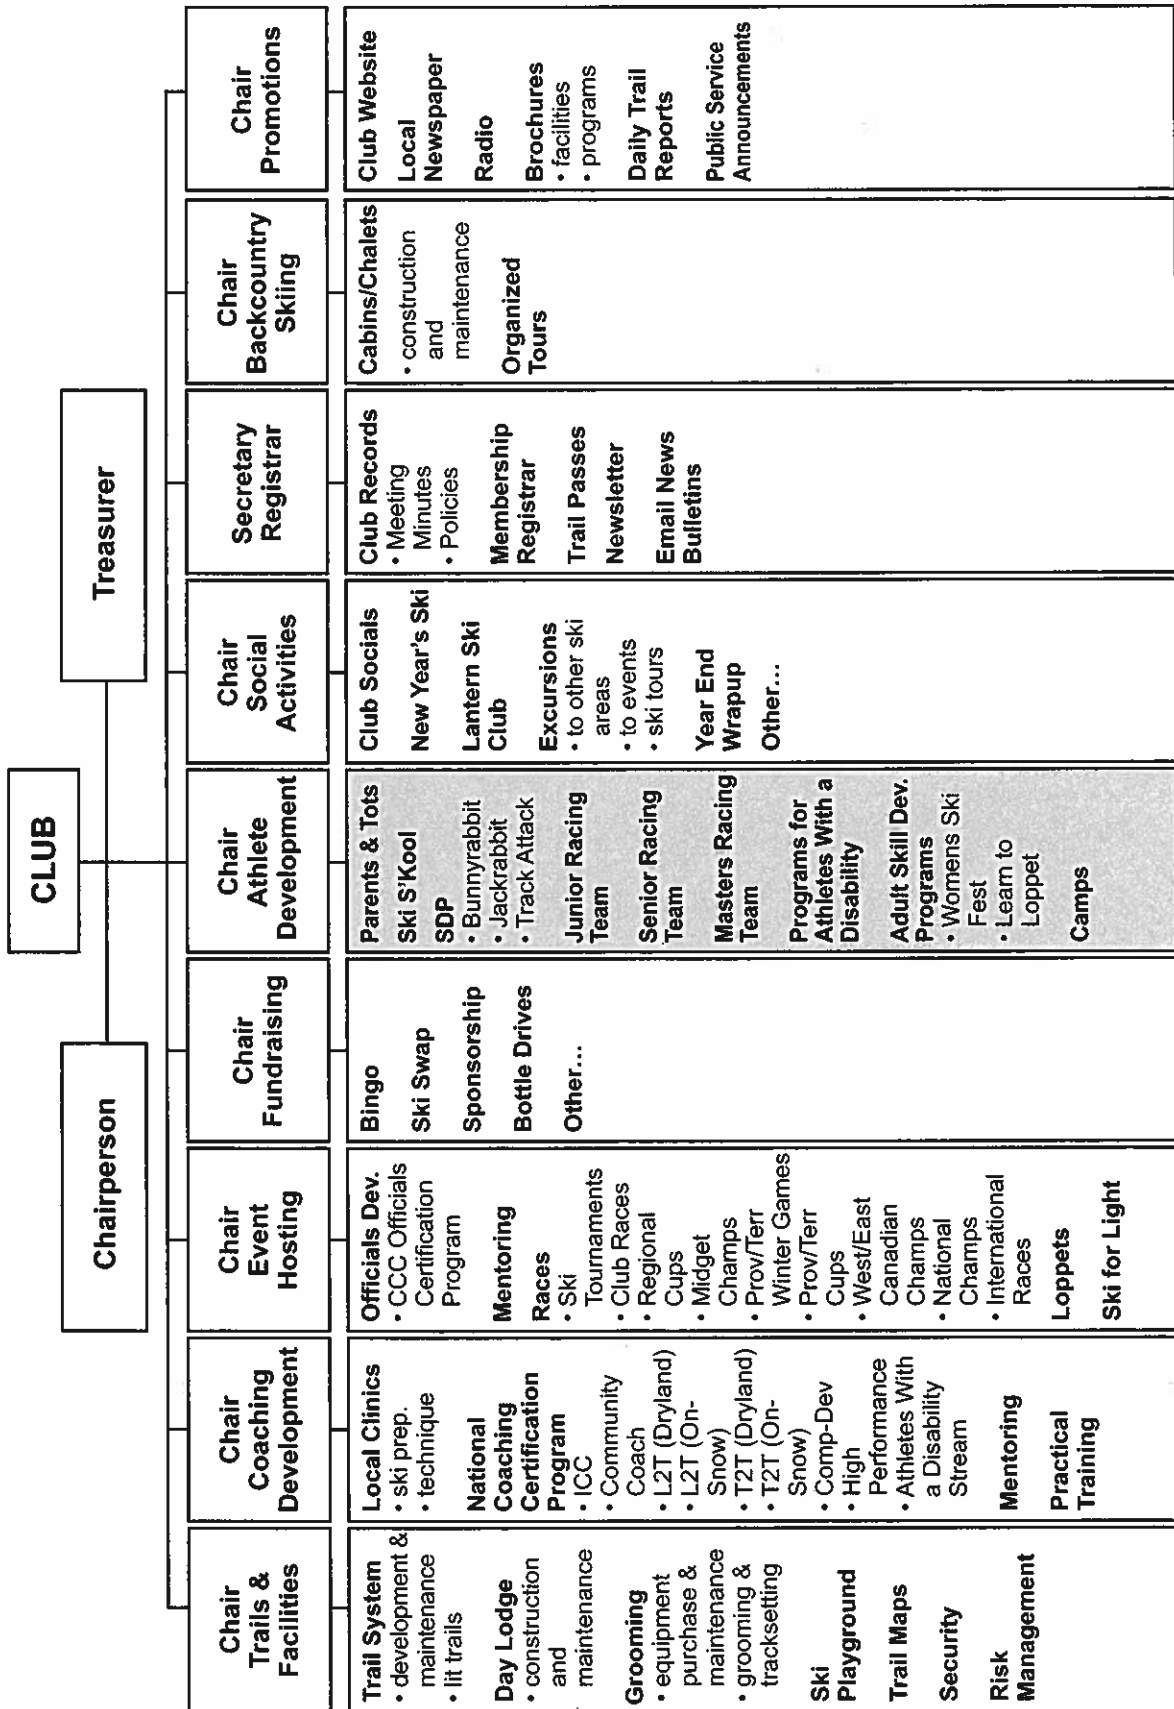 CLUB
Chairperson
Treasurer
Chair
Trails &
Facilities
Trail System
• development &
maintenance
• lit trails
Day Lodge
• construction
and
maintenance
Grooming
• equipment
purchase &
maintenance
• grooming &
tracksetting
Ski
Playground
Trail Maps
Security
Risk
Management
Chair
Coaching
Development
Local Clinics
• ski prep.
• technique
National
Coaching
Certification
Program
• ICC
• Community
Coach
• L2T (Dryland)
• L2T (On-
Snow)
• T2T (Dryland)
• T2T (On-
Snow)
• Comp-Dev
• High
Performance
• Athletes With
a Disability
Stream
Mentoring
Practical
Training
Chair
Event
Hosting
Officials Dev.
• CCC Officials
Certification
Program
Mentoring
Races
• Ski
Tournaments
• Club Races
• Regional
Cups
• Midget
Champs
• Prov/Terr
Winter Games
• Prov/Terr
Cups
• West/East
Canadian
Champs
• National
Champs
• International
Races
Loppets
Ski for Light
Chair
Fundraising
Bingo
Ski Swap
Sponsorship
Bottle Drives
Other...
Chair
Athlete
Development
Parents & Tots
Ski S'Kool
SDP
• Bunnyrabbit
• Jackrabbit
• Track Attack
Junior Racing
Team
Senior Racing
Team
Masters Racing
Team
Programs for
Athletes With a
Disability
Adult Skill Dev.
Programs
• Womens Ski
Fest
• Learn to
Loppet
Camps
Chair
Social
Activities
Club Socials
New Year's Ski
Lantern Ski
Club
Excursions
• to other ski
areas
• to events
• ski tours
Year End
Wrapup
Other...
Secretary
Registrar
Club Records
• Meeting
Minutes
• Policies
Membership
Registrar
Trail Passes
Newsletter
Email News
Bulletins
Chair
Backcountry
Skiing
Cabins/Chalets
• construction
and
maintenance
Organized
Tours
Chair
Promotions
Club Website
Local
Newspaper
Radio
Brochures
• facilities
• programs
Daily Trail
Reports
Public Service
Announcements